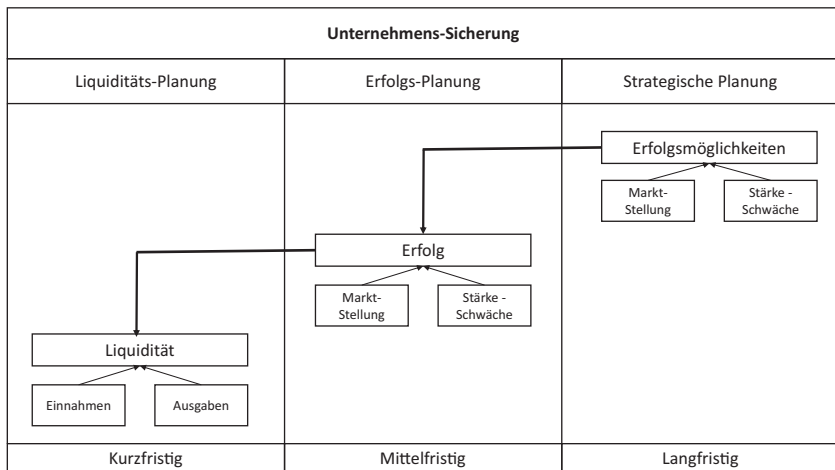 Unternehmens-Sicherung
Liquiditäts-Planung
Erfolgs-Planung
Strategische Planung
Erfolgsmöglichkeiten
Markt-
Stellung
Stärke -
Schwäche
Erfolg
Markt-
Stellung
Stärke -
Schwäche
Liquidität
Einnahmen
Ausgaben
Kurzfristig
Mittelfristig
Langfristig